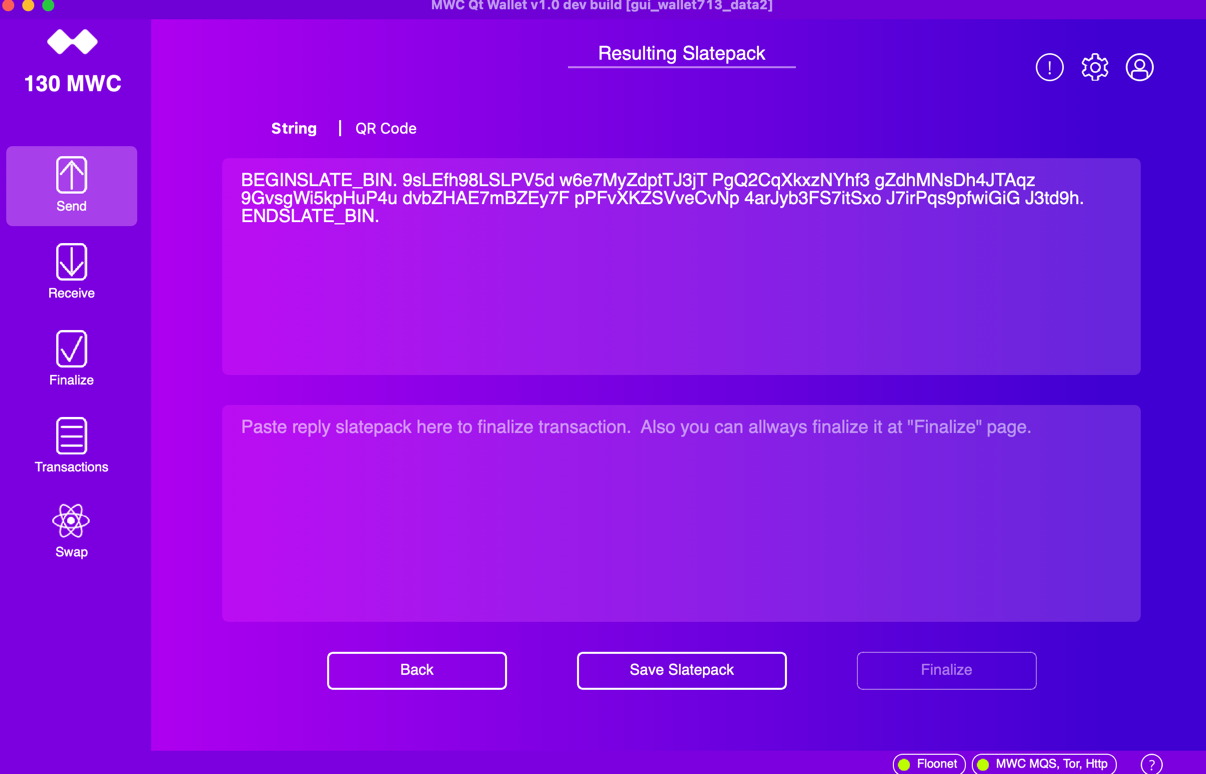 MWC Qt Wallet v1.0 dev build [gui_wallet713_data2]
130 MWC
Resulting Slatepack
!
String | QR Code
Send
BEGINSLATE_BIN. 9sLEfh98LSLPV5d w6e7MyZdptTJ3jT PgQ2CqXkxzNYhf3 gZdhMNsDh4JTAqz
9GvsgWi5kpHuP4u dvbZHAE7mBZEy7F pPFvXKZSVveCvNp 4arJyb3FS7itSxo J7irPqs9pfwiGiG J3td9h.
ENDSLATE_BIN.
Receive
Finalize
Paste reply slatepack here to finalize transaction.  Also you can allways finalize it at "Finalize" page.
Transactions
Swap
Back
Save Slatepack
Finalize
Floonet
MWC MQS, Tor, Http
?